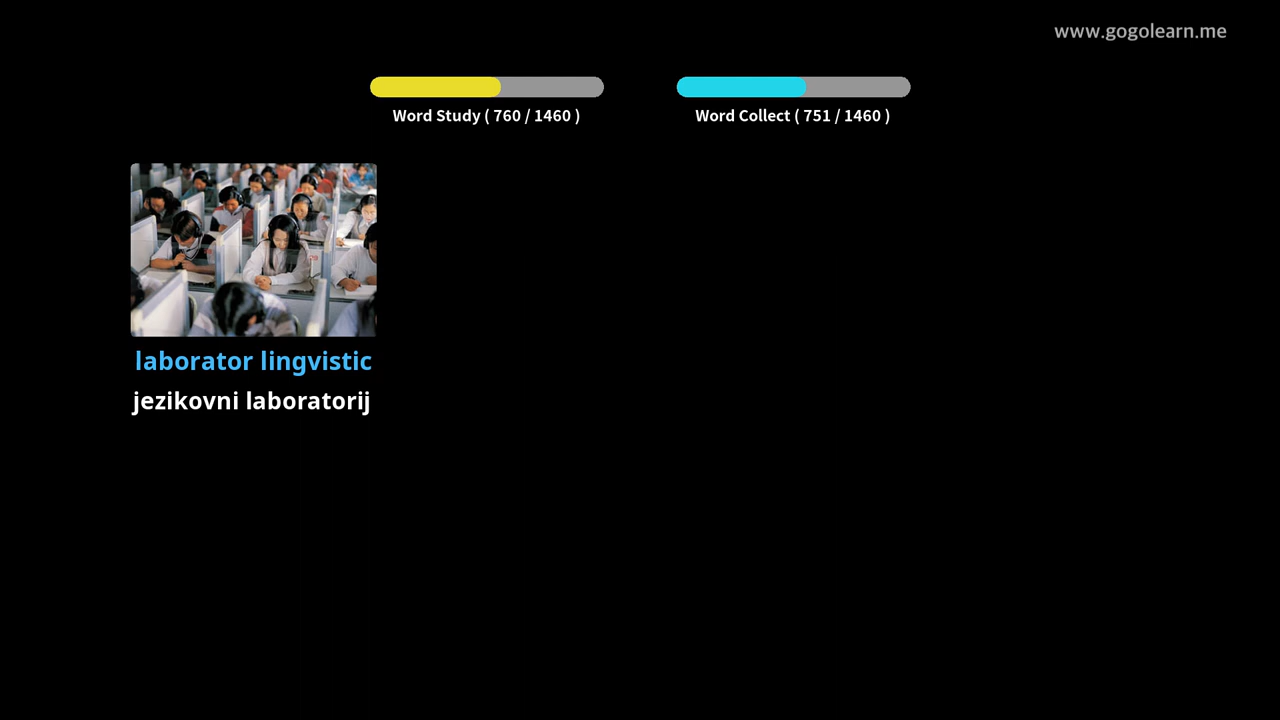 www.gogolearn.me
Word Study ( 760 / 1460 )
Word Collect ( 751 / 1460 )
laborator lingvistic
jezikovni laboratorij